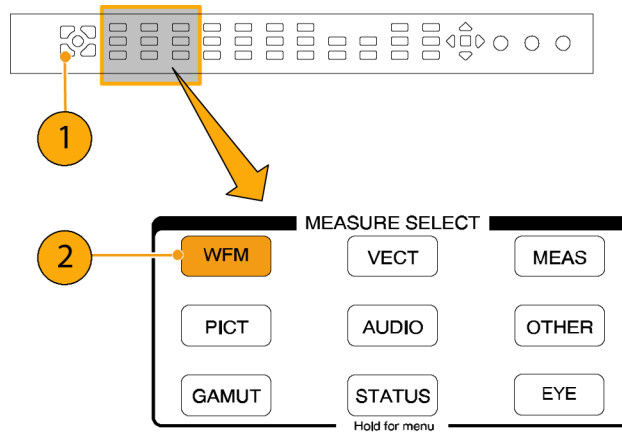 1
MEASURE SELECT
2
WFM VECT MEAS
PICT AUDIO OTHER
GAMUT STATUS EYE
Hold for menu